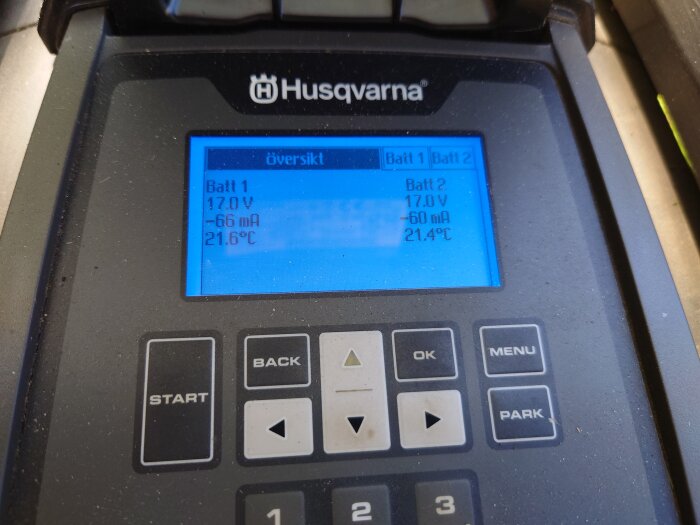 Husqvarna®
Översikt Batt 1 Batt 2
Batt 1 Batt 2
17.0 V 17.0 V
-66 mA -60 mA
21.6°C 21.4°C
BACK OK MENU
START
PARK
1 2 3